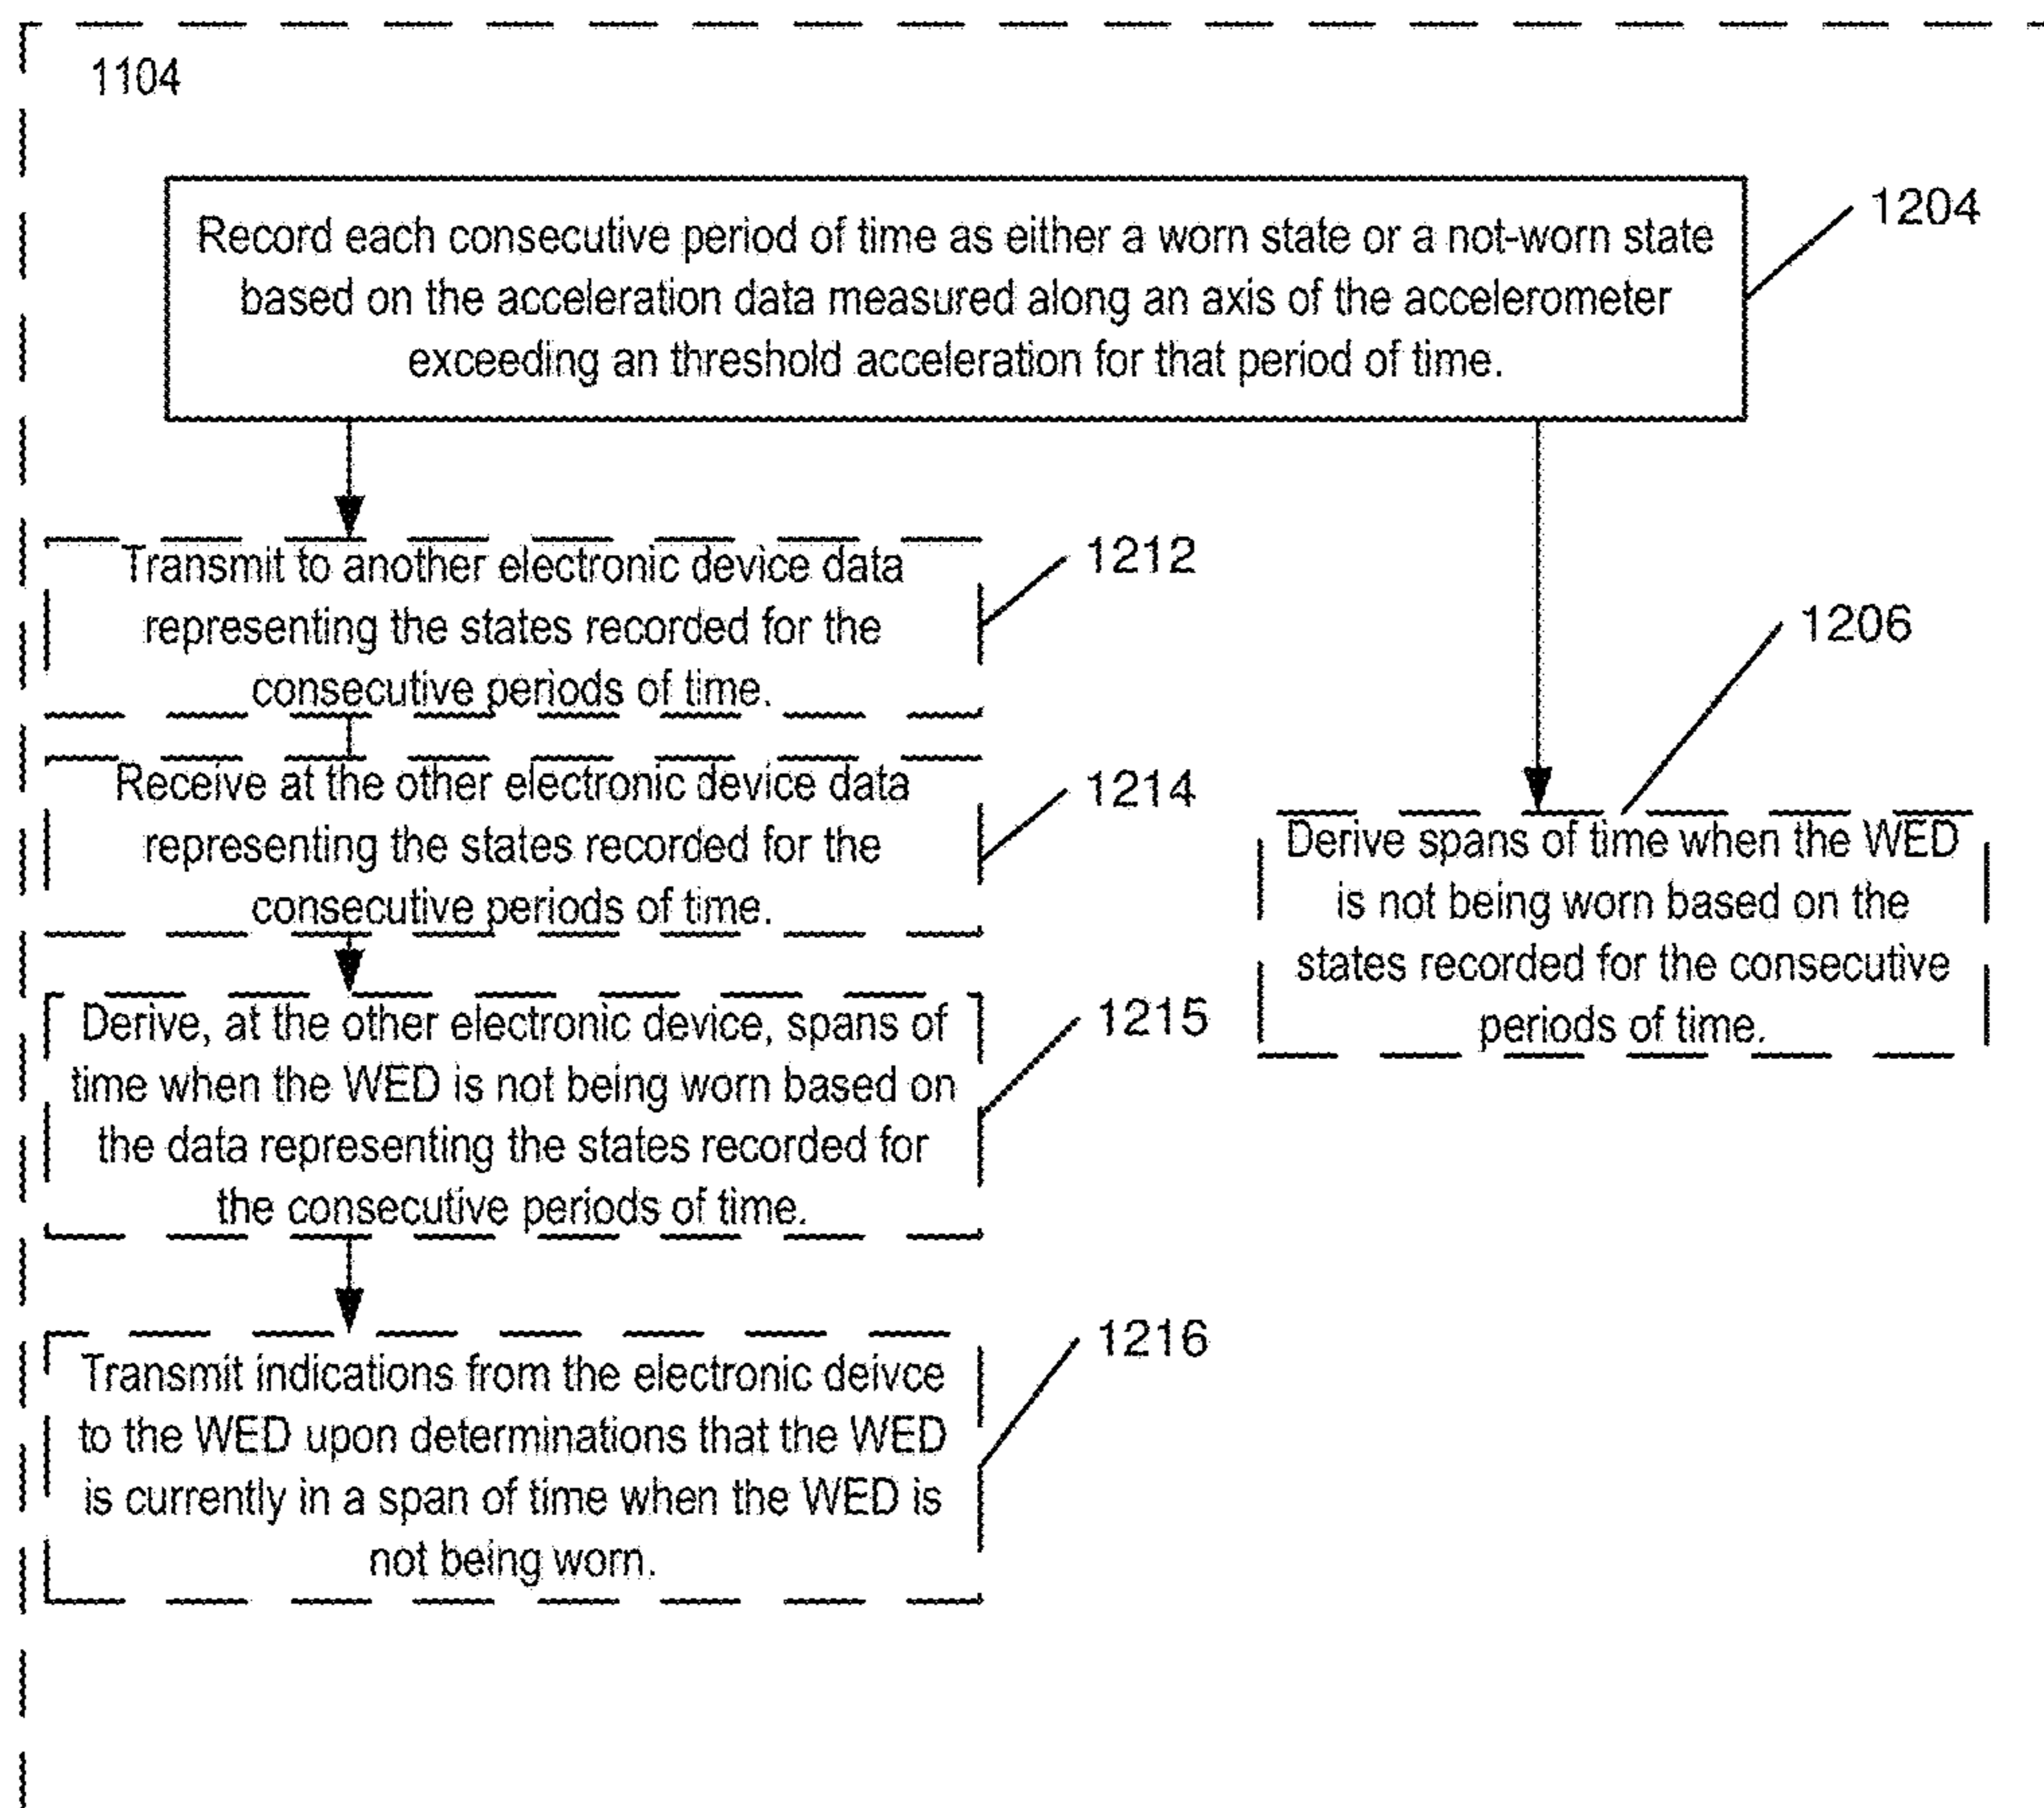 1104
Record each consecutive period of time as either a worn state or a not-worn state
based on the acceleration data measured along an axis of the accelerometer
exceeding an threshold acceleration for that period of time.
1204
Transmit to another electronic device data
representing the states recorded for the
consecutive periods of time.
1212
Receive at the other electronic device data
representing the states recorded for the
consecutive periods of time.
1214
Derive, at the other electronic device, spans of
time when the WED is not being worn based on
the data representing the states recorded for
the consecutive periods of time.
1215
Transmit indications from the electronic deivce
to the WED upon determinations that the WED
is currently in a span of time when the WED is
not being worn.
1216
1206
Derive spans of time when the WED
is not being worn based on the
states recorded for the consecutive
periods of time.